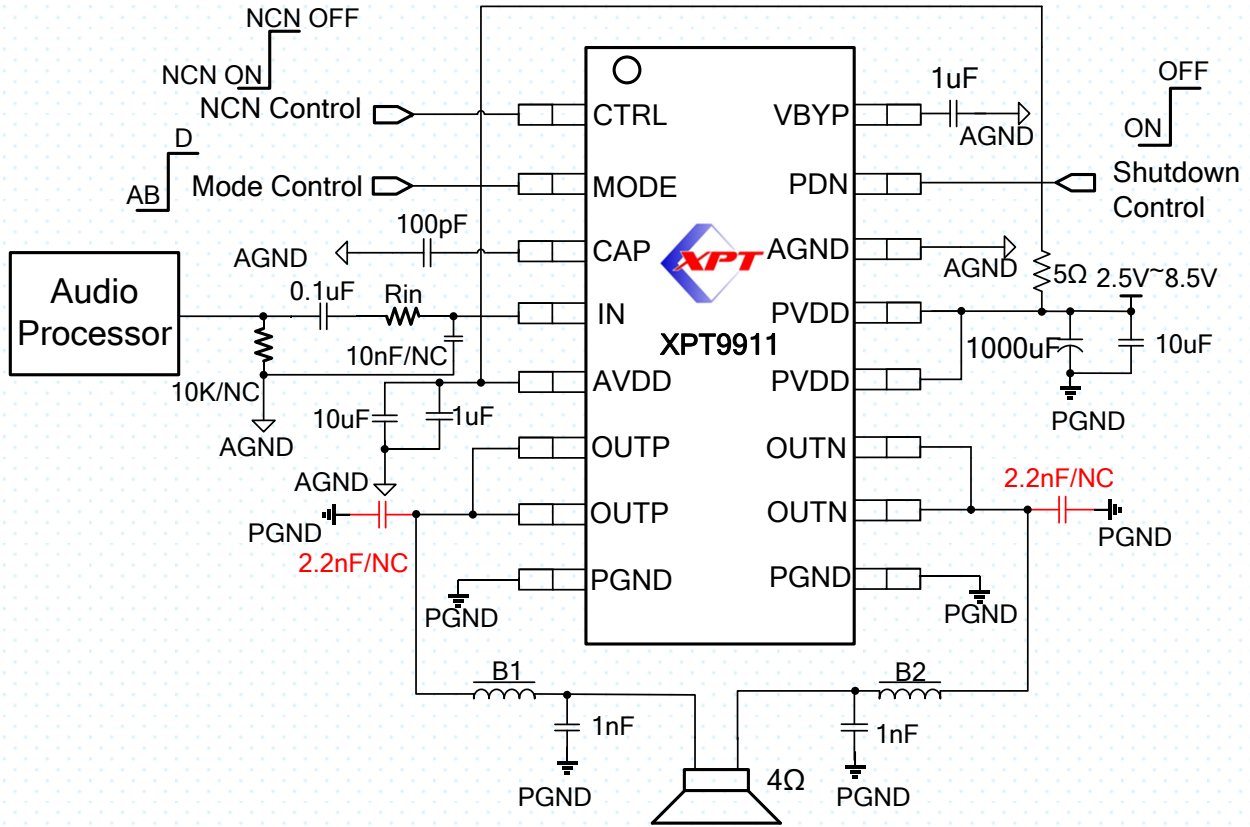 NCN OFF
NCN ON
NCN Control
D
AB
Mode Control
100pF
AGND
Audio
Processor
0.1uF
Rin
10nF/NC
10K/NC
AGND
10uF
1uF
AGND
PGND
2.2nF/NC
PGND
CTRL
MODE
CAP
IN
AVDD
OUTP
OUTP
PGND
XPT
XPT9911
VBYP
PDN
AGND
PVDD
PVDD
OUTN
OUTN
PGND
1uF
AGND
OFF
ON
Shutdown
Control
AGND
5Ω
2.5V~8.5V
1000uF
10uF
PGND
2.2nF/NC
PGND
PGND
B1
1nF
PGND
B2
1nF
PGND
4Ω